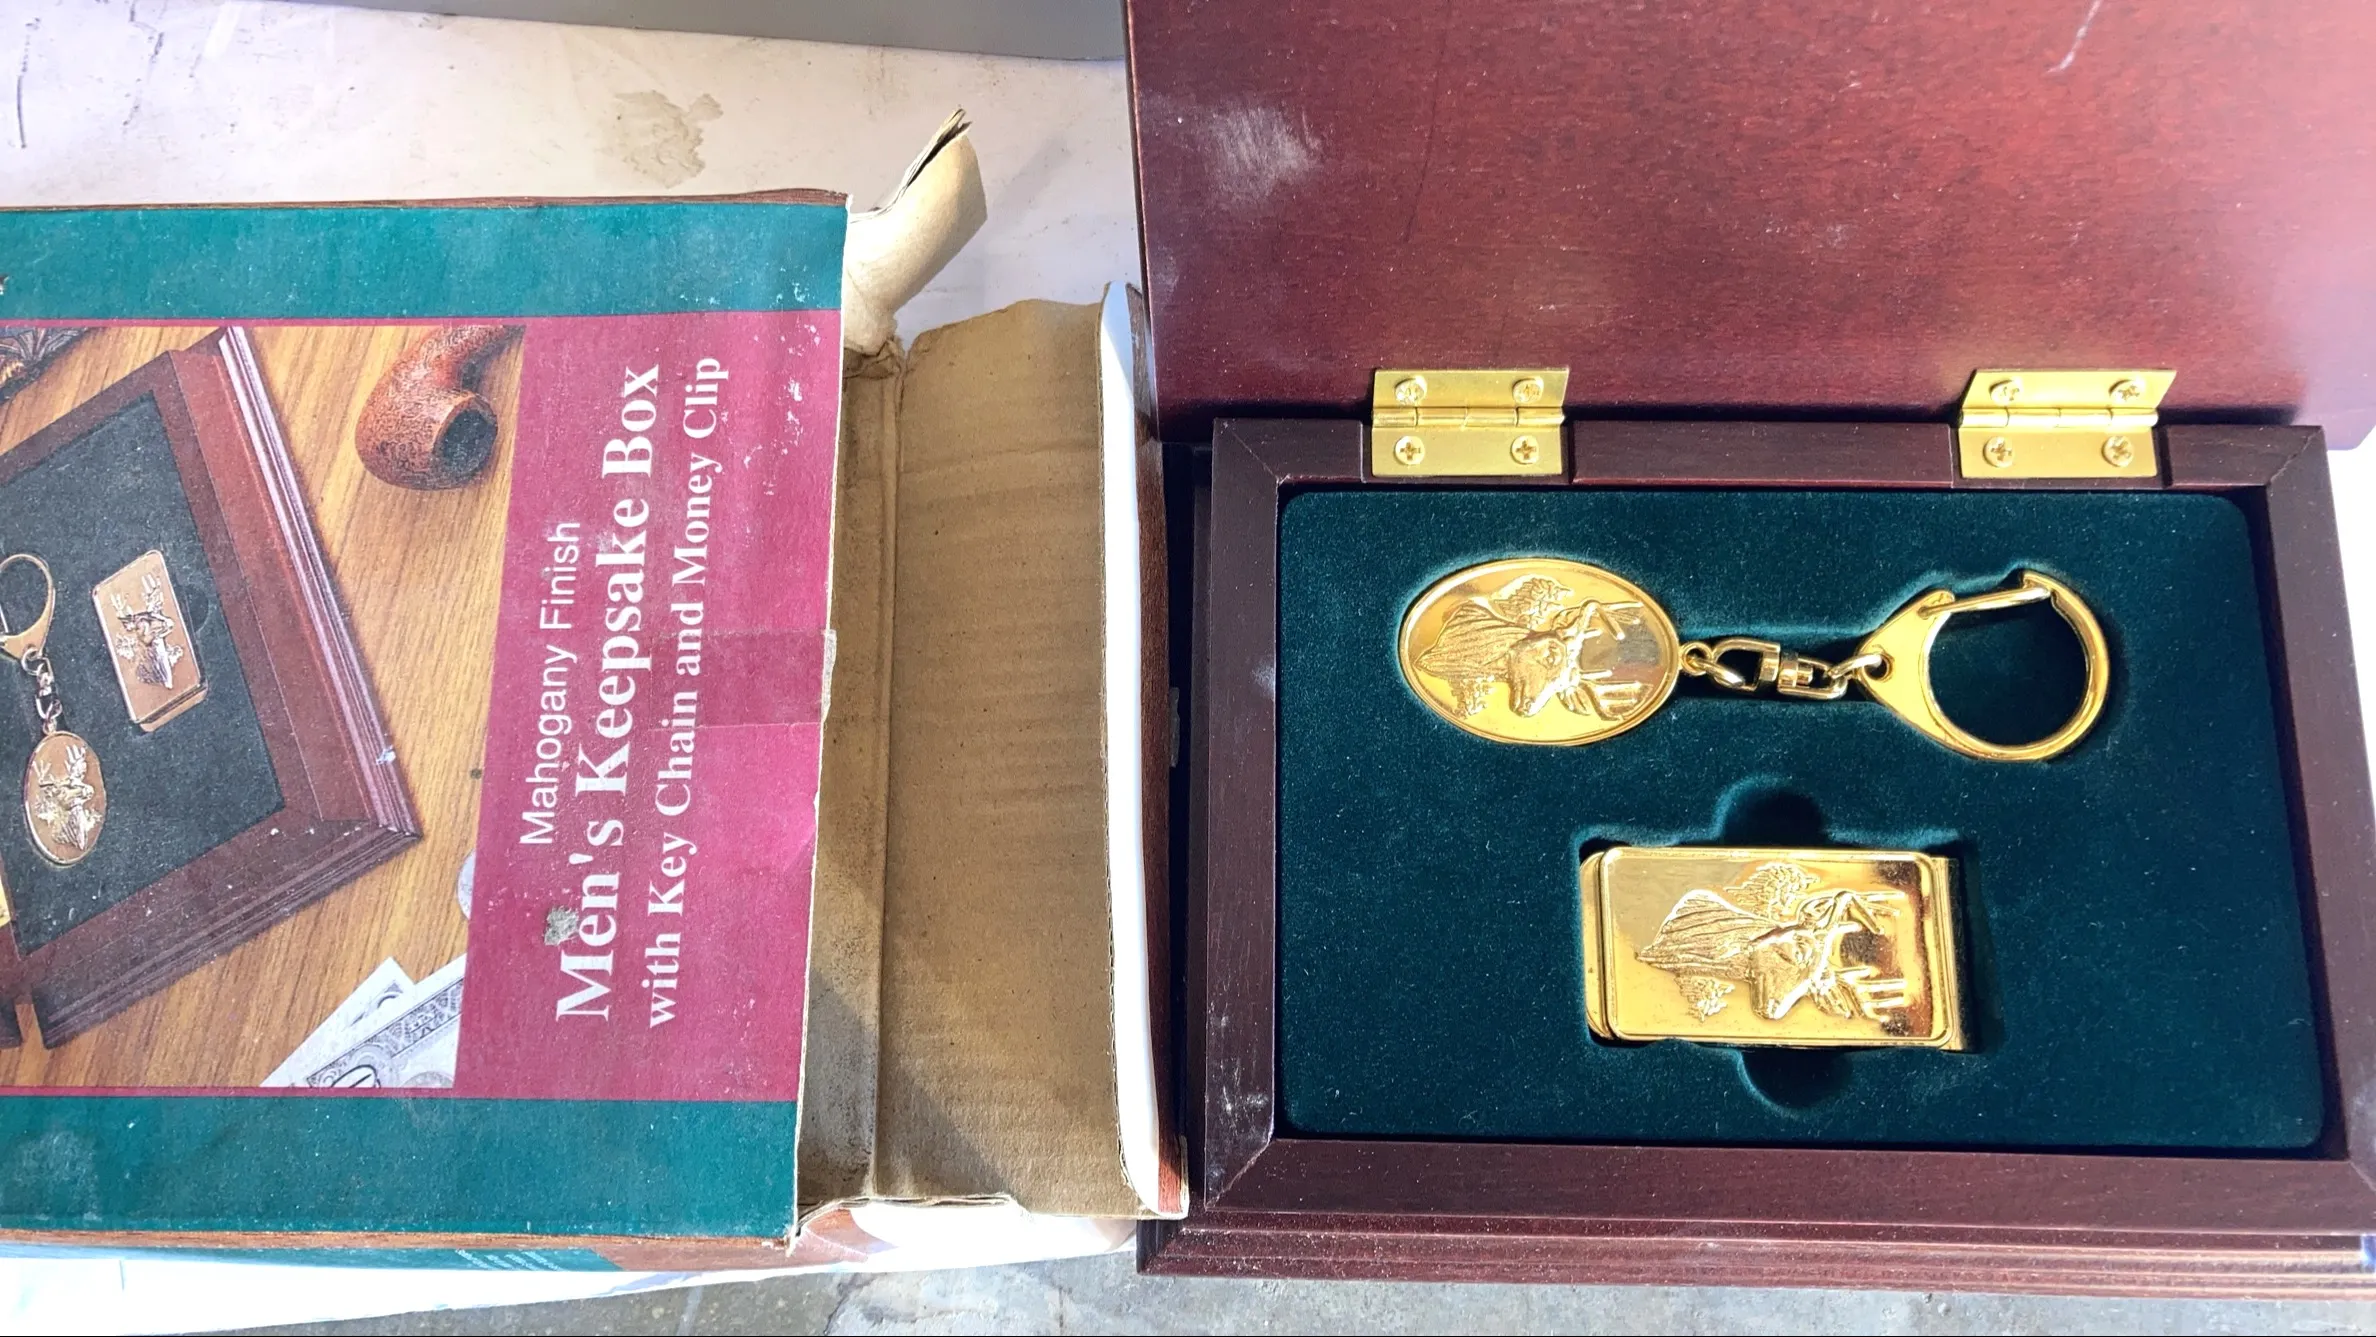 Mahogany Finish
Men's Keepsake Box
with Key Chain and Money Clip